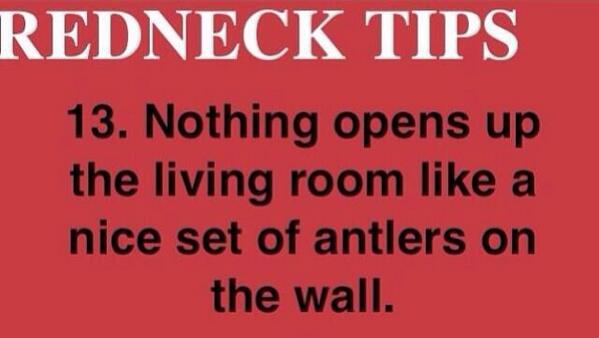 REDNECK TIPS
13. Nothing opens up
the living room like a
nice set of antlers on
the wall.